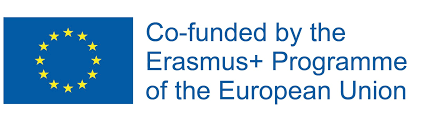 Co-funded by the
Erasmus+ Programme
of the European Union